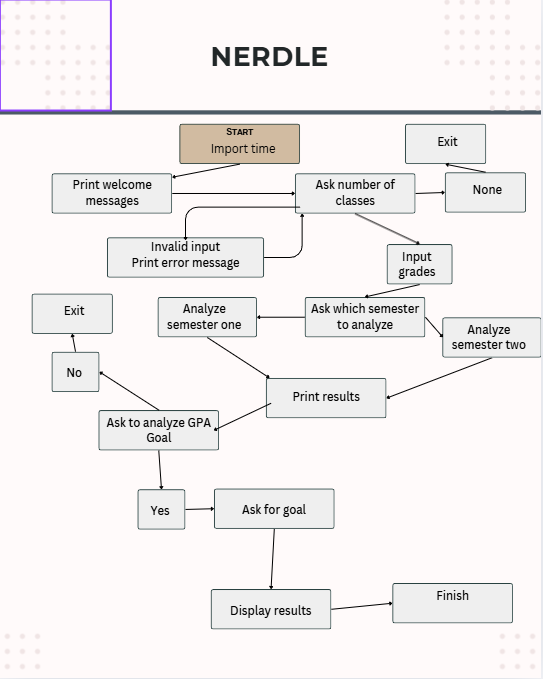 NERDLE
START
Import time
Exit
Print welcome
messages
Ask number of
classes
None
Invalid input
Print error message
Input
grades
Exit
Analyze
semester one
Ask which semester
to analyze
Analyze
semester two
No
Print results
Ask to analyze GPA
Goal
Yes
Ask for goal
Display results
Finish